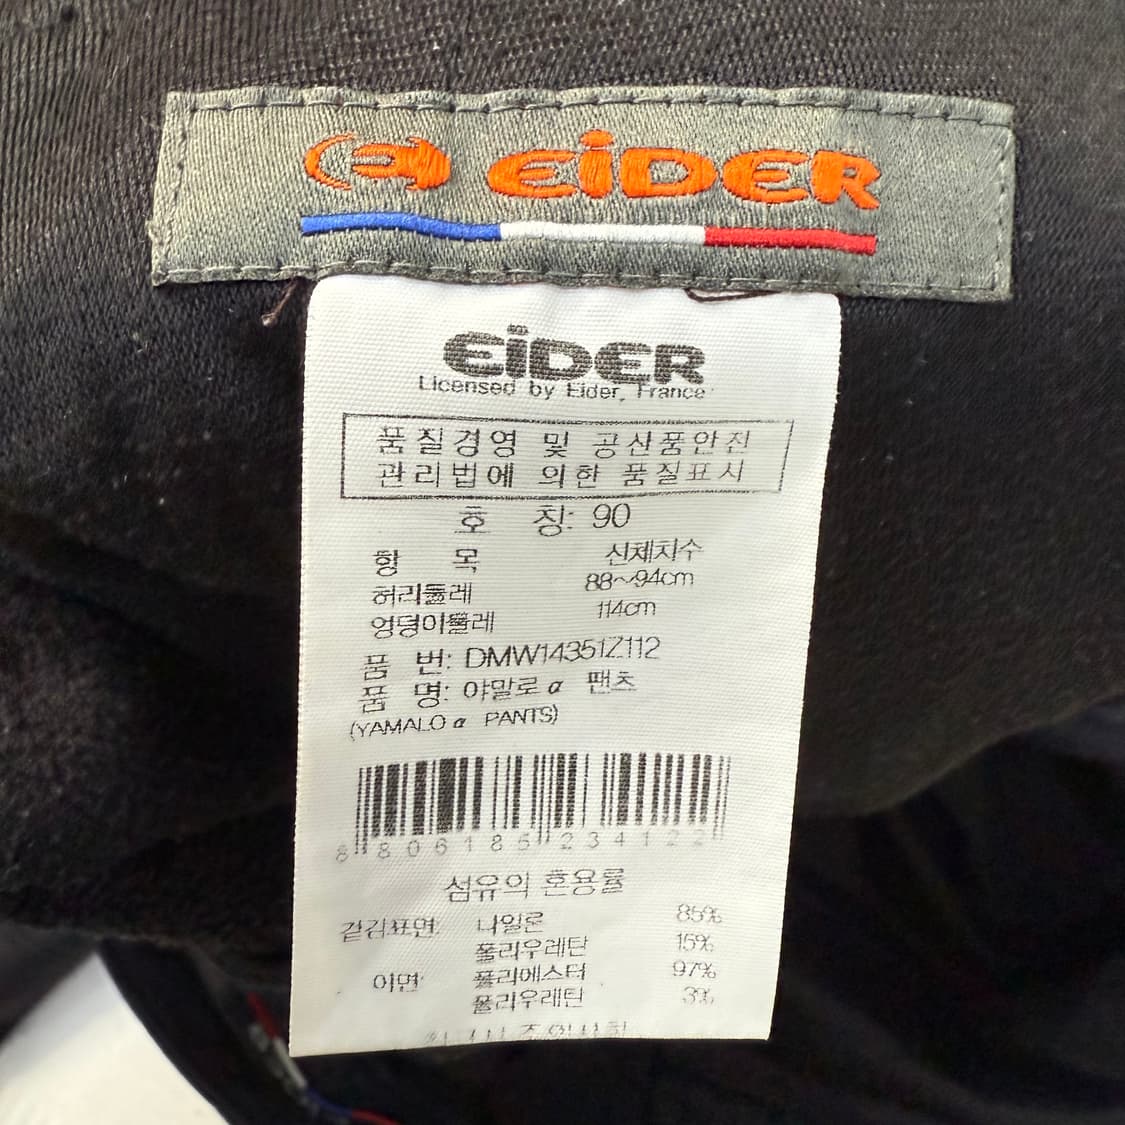 EiDER
EiDER
Licensed by Eider, France
품질경영 및 공산품안전
관리법에 의한 품질표시
호 칭: 90
항 목 신체치수
허리둘레 88~94cm
엉덩이둘레 114cm
품 번: DMW14351Z112
품 명: 야말로 α 팬츠
(YAMALO α PANTS)
8 806185 234122
섬유의 혼용률
겉감표면: 나일론 85%
폴리우레탄 15%
이면: 폴리에스터 97%
폴리우레탄 3%